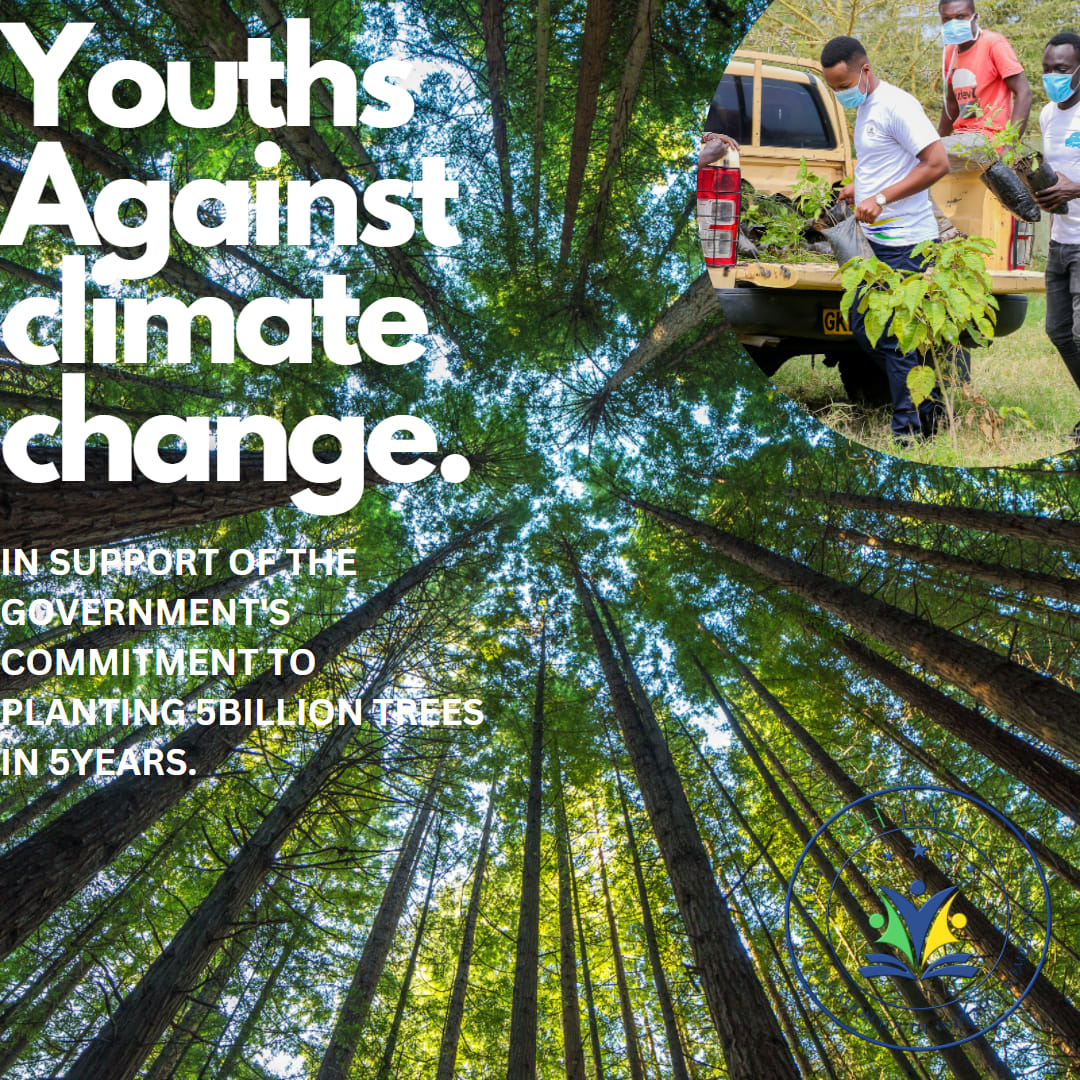 Youths
Against
climate
change.
IN SUPPORT OF THE
GOVERNMENT'S
COMMITMENT TO
PLANTING 5BILLION TREES
IN 5YEARS.